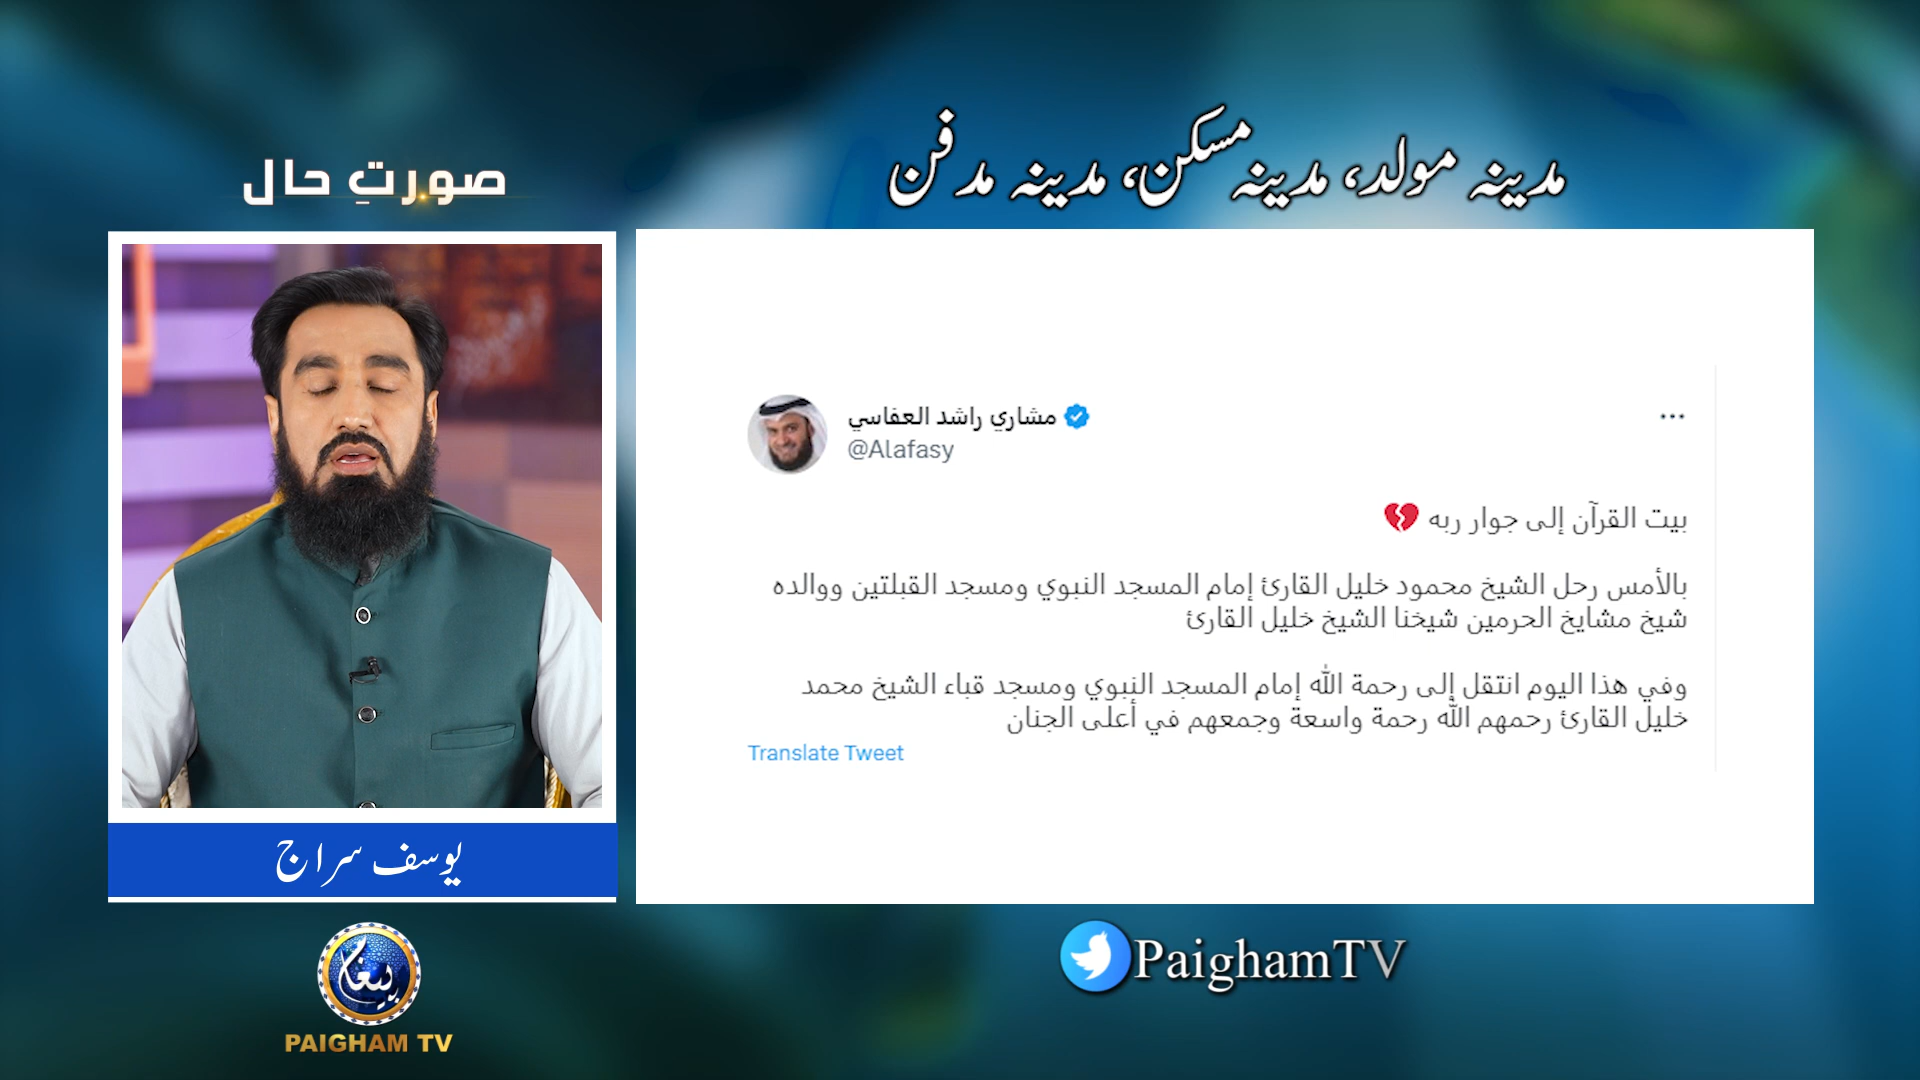 مدینہ مولد، مدینہ مسکن، مدینہ مدفن
صورتِ حال
مشاري راشد العفاسي
@Alafasy
بيت القرآن إلى جوار ربه 💔
بالأمس رحل الشيخ محمود خليل القارئ إمام المسجد النبوي ومسجد القبلتين ووالده
شيخ مشايخ الحرمين شيخنا الشيخ خليل القارئ
وفي هذا اليوم انتقل إلى رحمة الله إمام المسجد النبوي ومسجد قباء الشيخ محمد
خليل القارئ رحمهم الله رحمة واسعة وجمعهم في أعلى الجنان
Translate Tweet
یوسف سراج
پیغام
PAIGHAM TV
PaighamTV